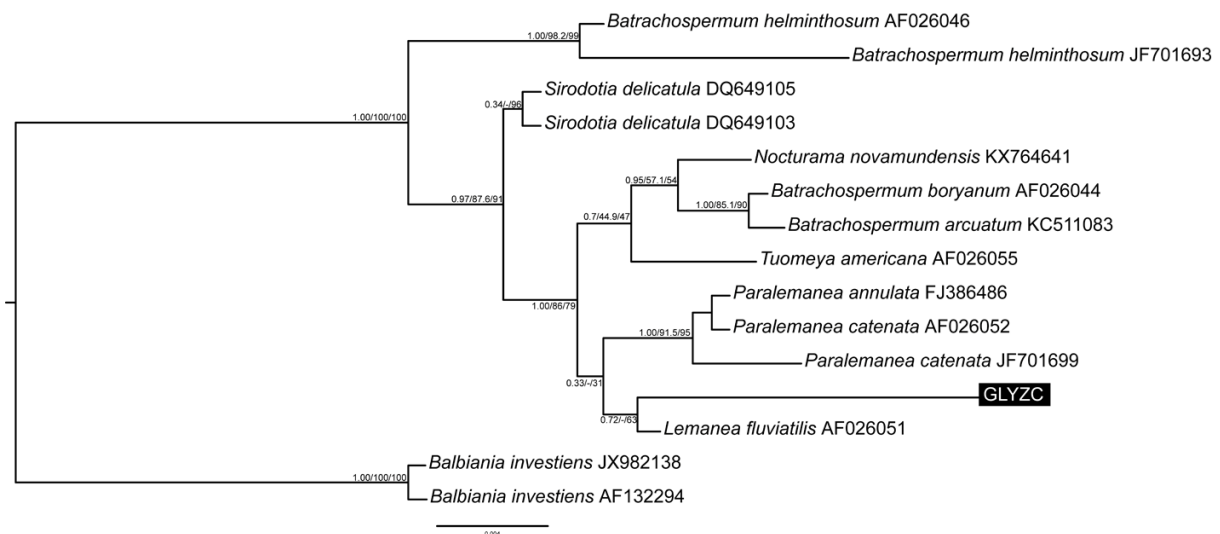 Batrachospermum helminthosum AF026046
1.00/98.2/99
Batrachospermum helminthosum JF701693
Sirodotia delicatula DQ649105
0.34/-/96
1.00/100/100
Sirodotia delicatula DQ649103
Nocturama novamundensis KX764641
0.95/57.1/54
Batrachospermum boryanum AF026044
0.97/87.6/91
1.00/85.1/90
0.7/44.9/47
Batrachospermum arcuatum KC511083
Tuomeya americana AF026055
Paralemanea annulata FJ386486
1.00/86/79
Paralemanea catenata AF026052
1.00/91.5/95
Paralemanea catenata JF701699
0.33/-/31
GLYZC
0.72/-/63
Lemanea fluviatilis AF026051
Balbiania investiens JX982138
1.00/100/100
Balbiania investiens AF132294